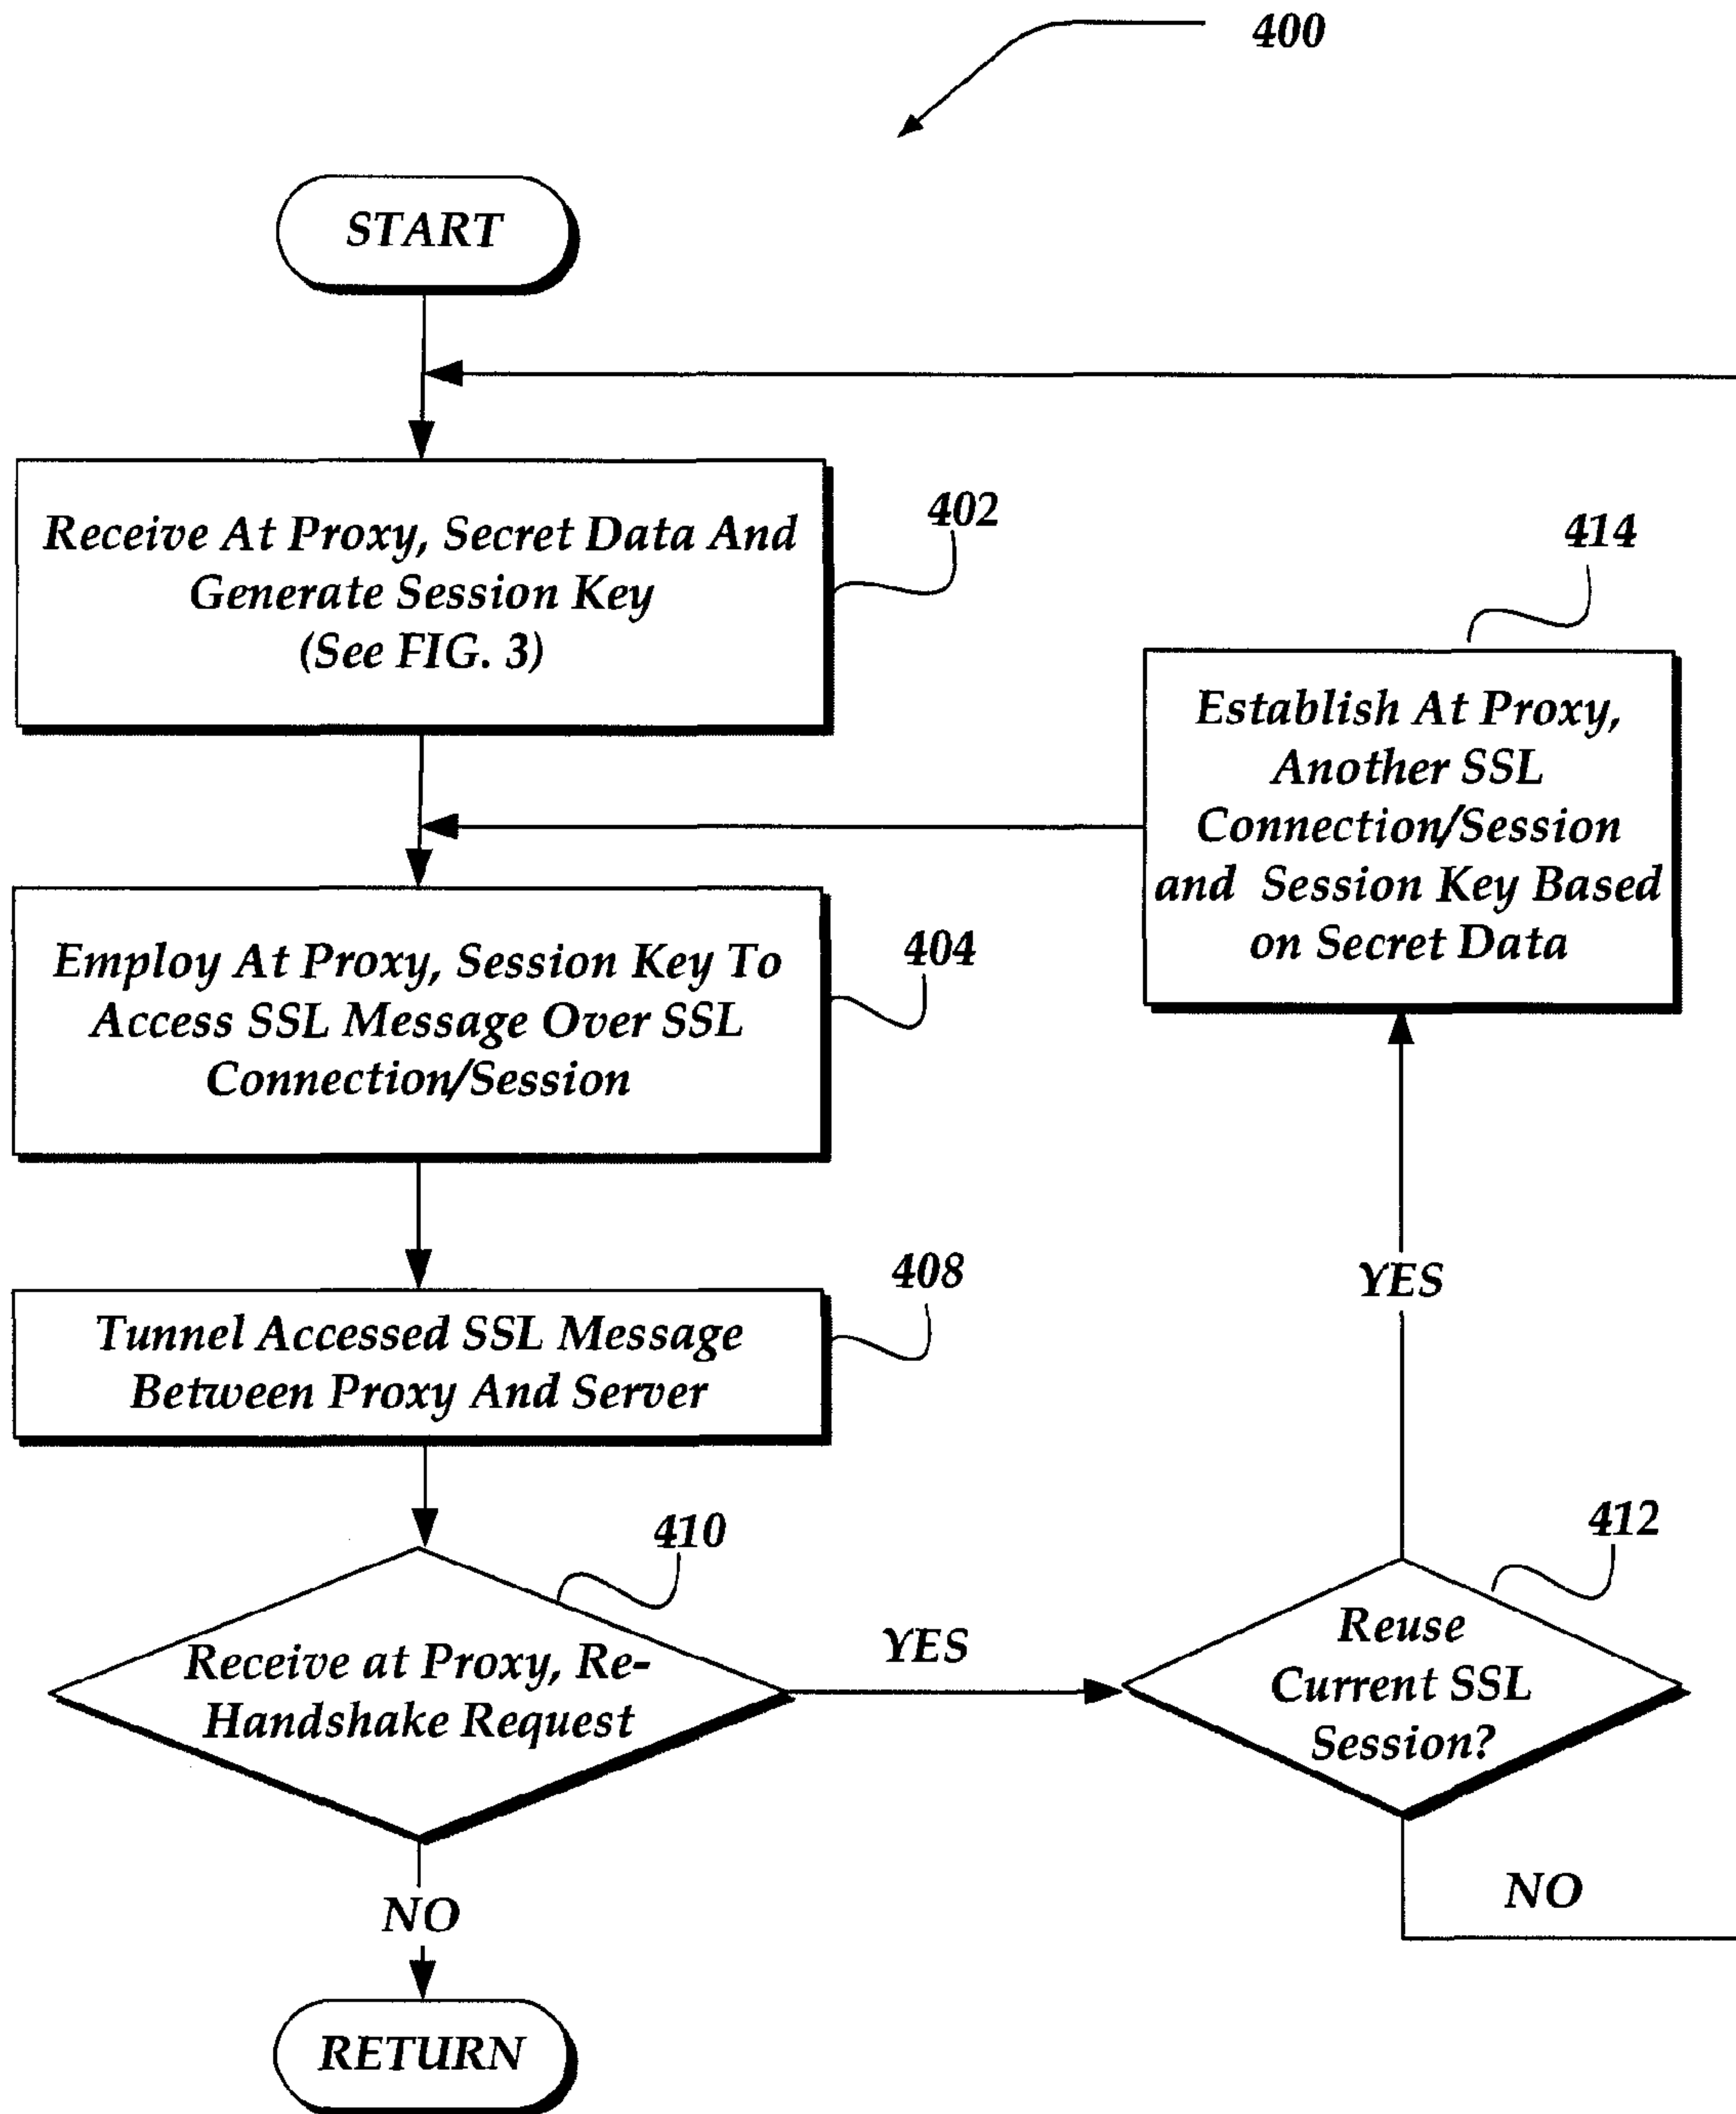 400
START
Receive At Proxy, Secret Data And
Generate Session Key
(See FIG. 3)
402
414
Establish At Proxy,
Another SSL
Connection/Session
and Session Key Based
on Secret Data
Employ At Proxy, Session Key To
Access SSL Message Over SSL
Connection/Session
404
Tunnel Accessed SSL Message
Between Proxy And Server
408
YES
410
Receive at Proxy, Re-
Handshake Request
YES
412
Reuse
Current SSL
Session?
NO
NO
RETURN